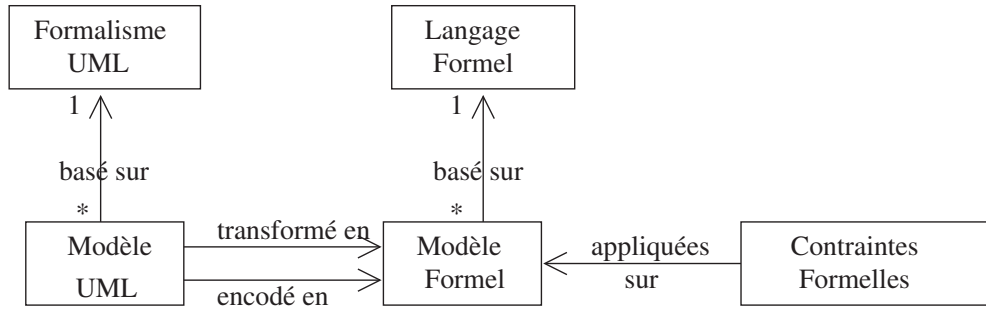 Formalisme
UML
Langage
Formel
1
1
basé sur
basé sur
*
*
Modèle
UML
transformé en
encodé en
Modèle
Formel
appliquées
sur
Contraintes
Formelles